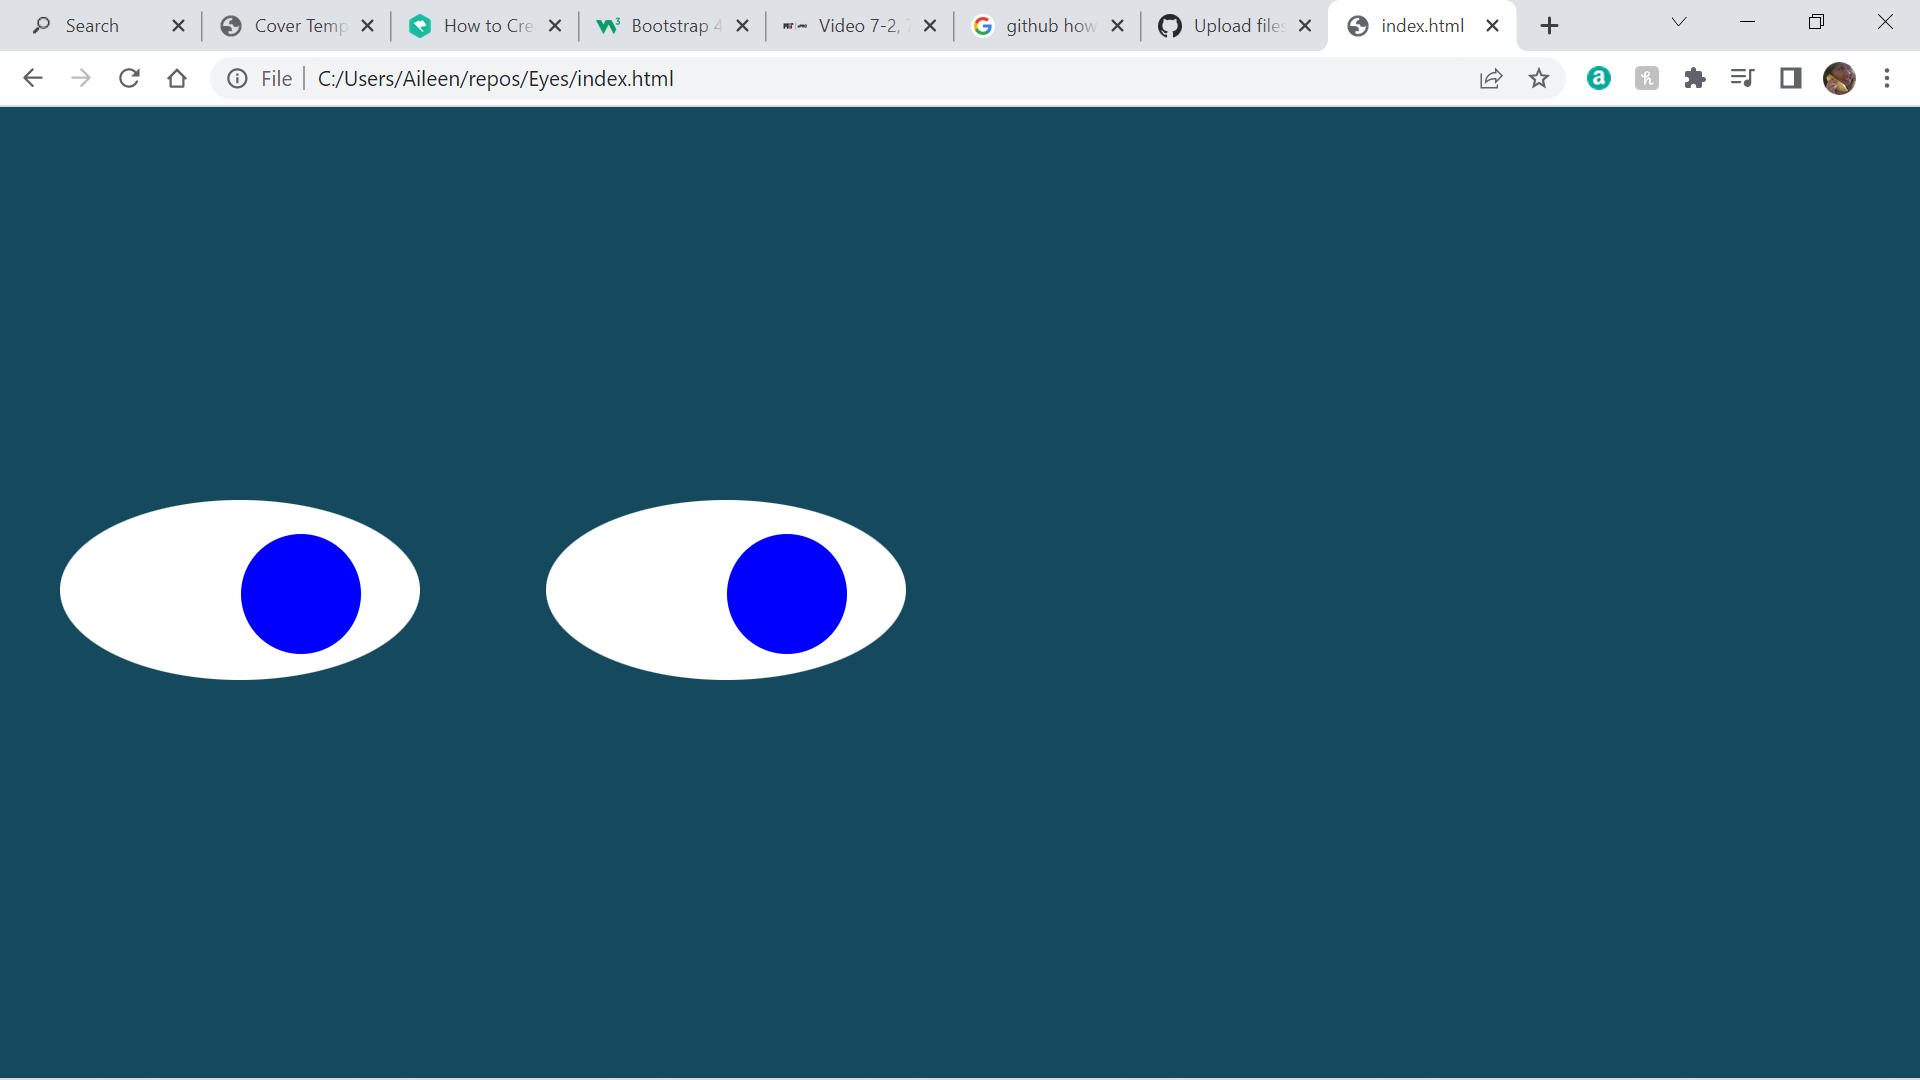 Search
Cover Temp
How to Cre
Bootstrap 4
Video 7-2,
github how
Upload files
index.html
File
C:/Users/Aileen/repos/Eyes/index.html